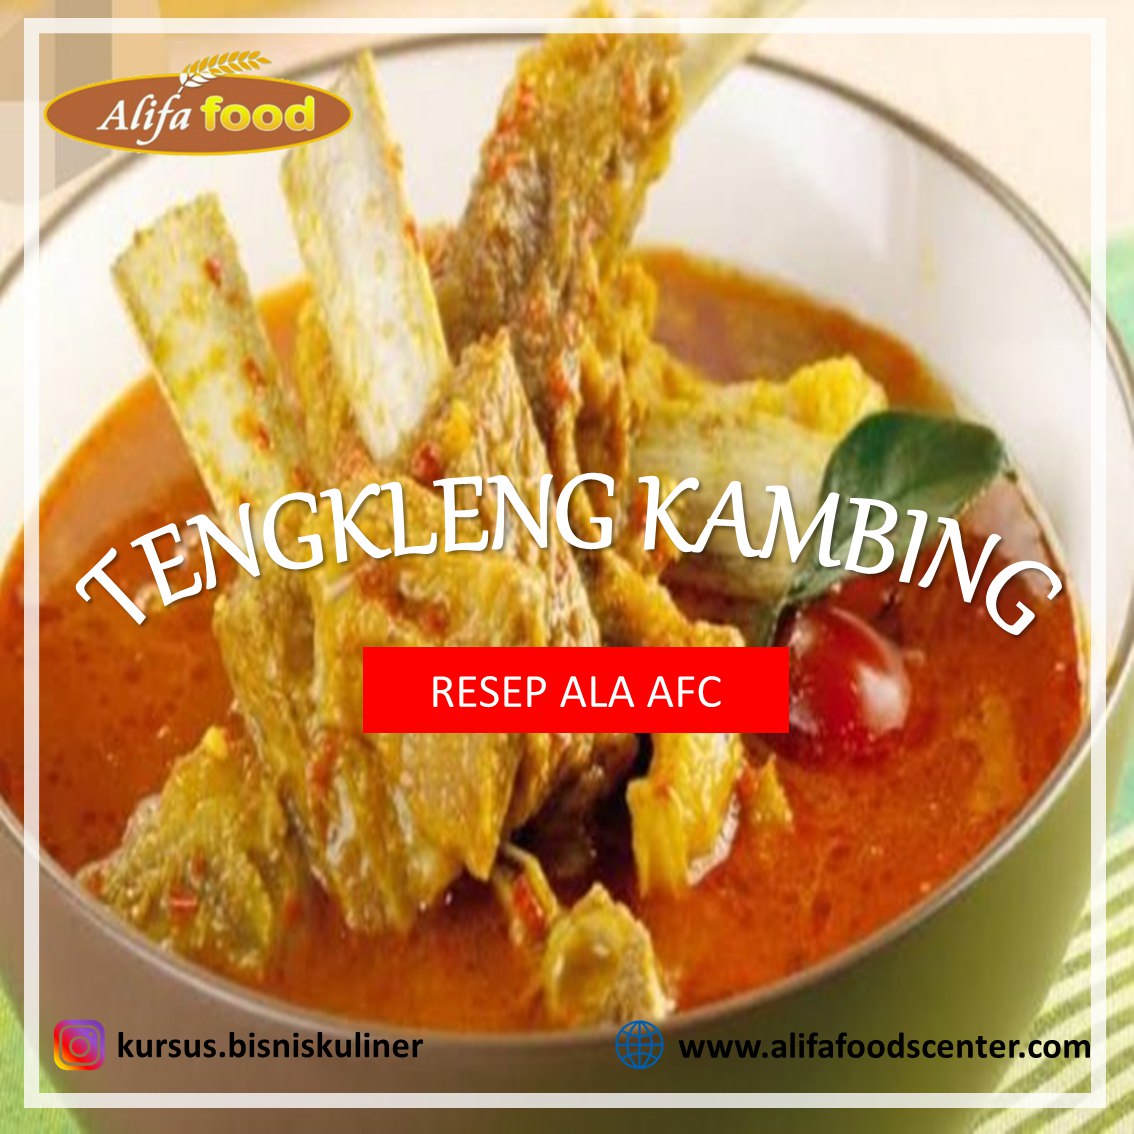 Alifa food
TENGKLENG KAMBING
RESEP ALA AFC
kursus.bisniskuliner
www.alifafoodscenter.com